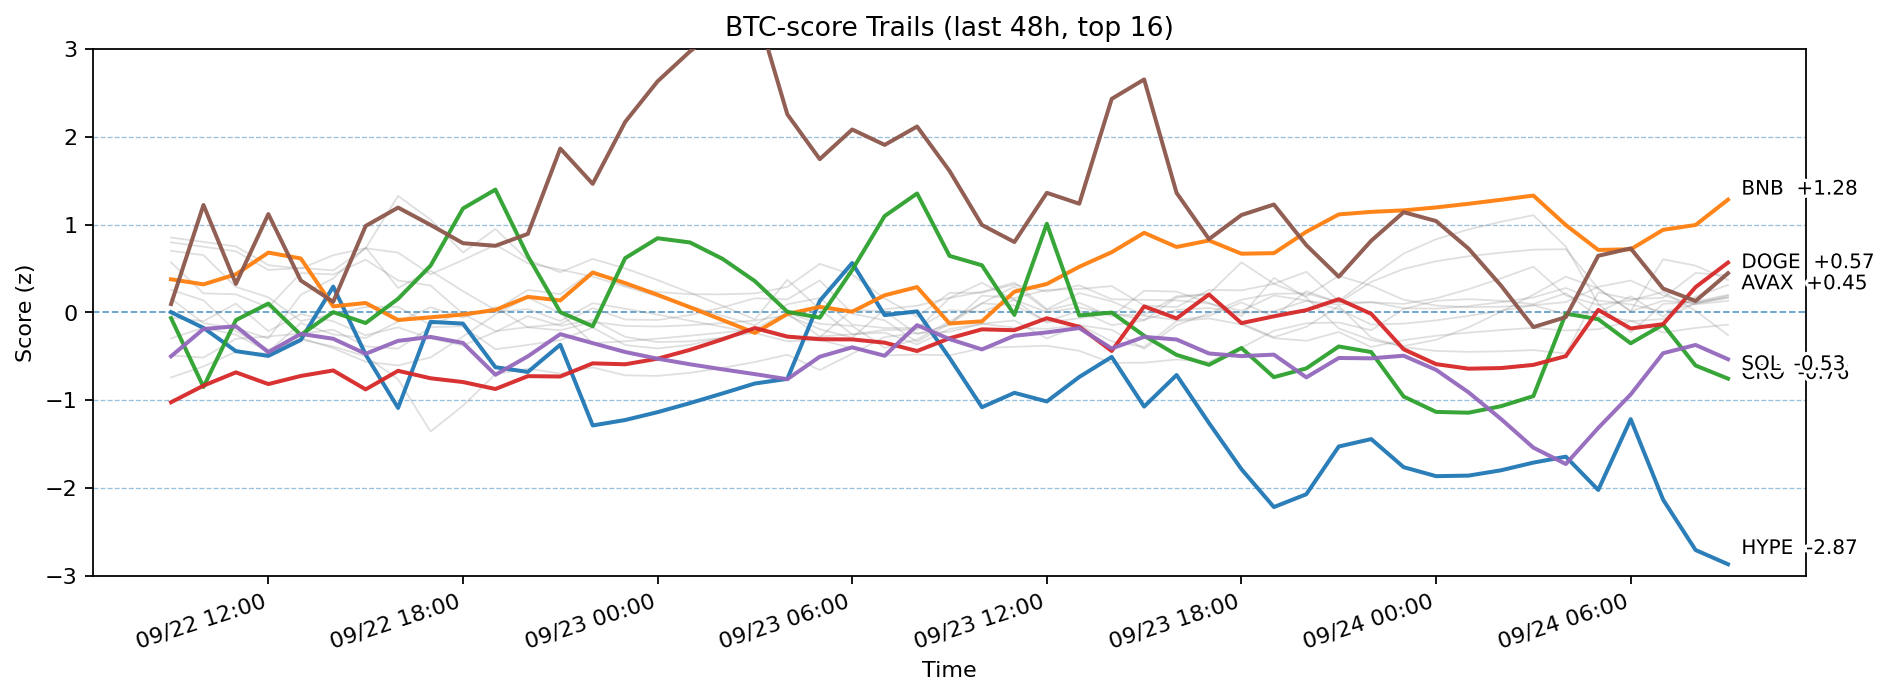 BTC-score Trails (last 48h, top 16)
Score (z)
3
2
1
0
−1
−2
−3
BNB +1.28
DOGE +0.57
AVAX +0.45
SOL -0.53
CRO -0.76
HYPE -2.87
09/22 12:00
09/22 18:00
09/23 00:00
09/23 06:00
09/23 12:00
09/23 18:00
09/24 00:00
09/24 06:00
Time